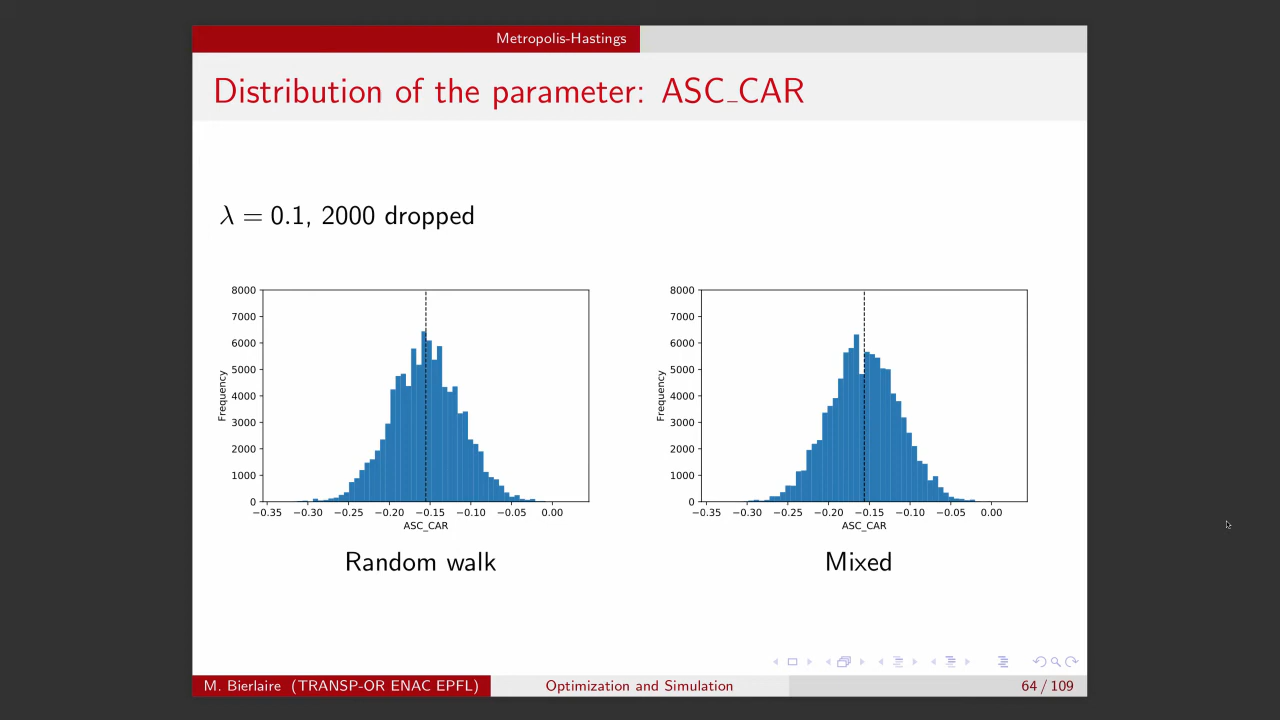 Metropolis-Hastings
Distribution of the parameter: ASC_CAR
λ = 0.1, 2000 dropped
8000
7000
6000
5000
4000
3000
2000
1000
0
Frequency
−0.35 −0.30 −0.25 −0.20 −0.15 −0.10 −0.05 0.00
ASC_CAR
Random walk
8000
7000
6000
5000
4000
3000
2000
1000
0
Frequency
−0.35 −0.30 −0.25 −0.20 −0.15 −0.10 −0.05 0.00
ASC_CAR
Mixed
M. Bierlaire (TRANSP-OR ENAC EPFL) Optimization and Simulation 64 / 109